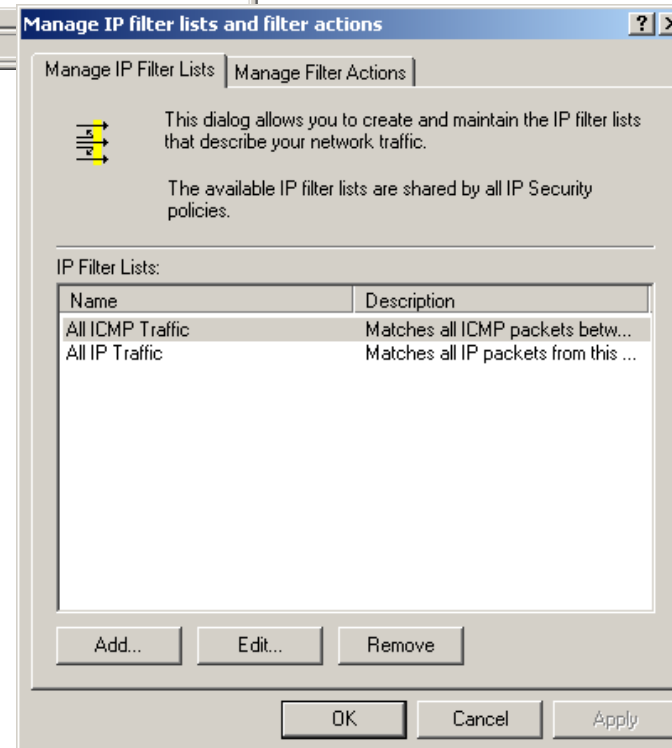 Manage IP filter lists and filter actions
Manage IP Filter Lists
Manage Filter Actions
This dialog allows you to create and maintain the IP filter lists
that describe your network traffic.
The available IP filter lists are shared by all IP Security
policies.
IP Filter Lists:
Name Description
All ICMP Traffic Matches all ICMP packets betw...
All IP Traffic Matches all IP packets from this ...
Add... Edit... Remove
OK Cancel Apply